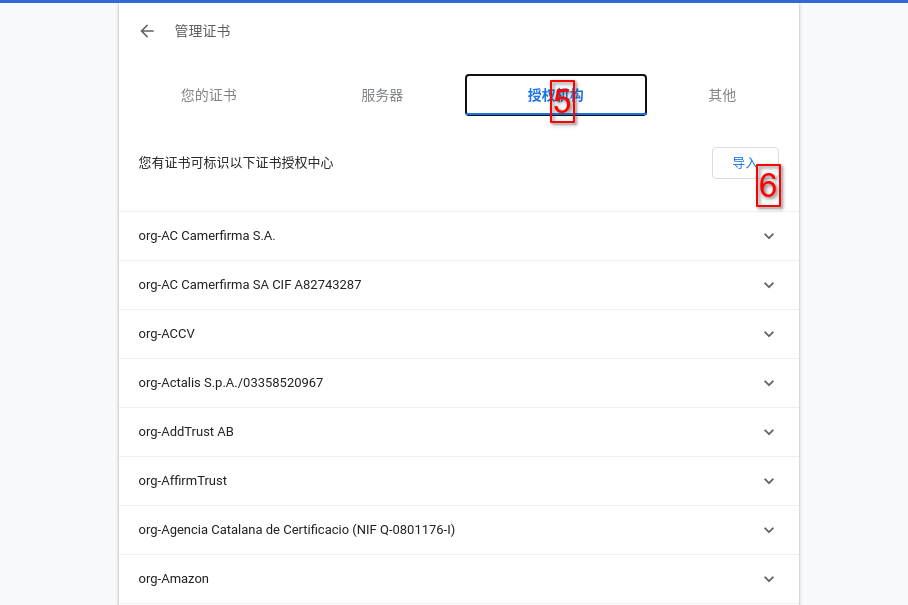 管理证书
您的证书 服务器 授权机构 其他
5
您有证书可标识以下证书授权中心 导入
6
org-AC Camerfirma S.A.
org-AC Camerfirma SA CIF A82743287
org-ACCV
org-Actalis S.p.A./03358520967
org-AddTrust AB
org-AffirmTrust
org-Agencia Catalana de Certificacio (NIF Q-0801176-I)
org-Amazon